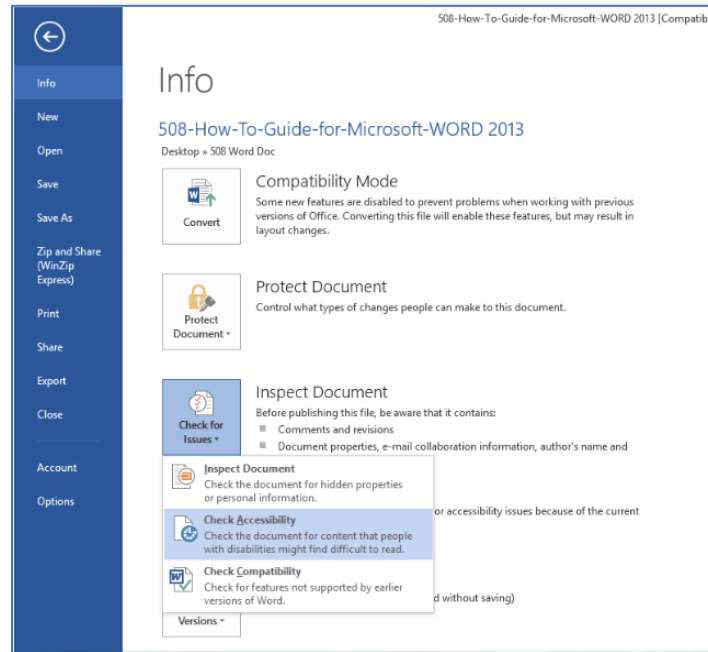 508-How-To-Guide-for-Microsoft-WORD 2013 [Compatib
Info
New
Open
Save
Save As
Zip and Share
(WinZip
Express)
Print
Share
Export
Close
Account
Options
Info
508-How-To-Guide-for-Microsoft-WORD 2013
Desktop » 508 Word Doc
Convert
Compatibility Mode
Some new features are disabled to prevent problems when working with previous
versions of Office. Converting this file will enable these features, but may result in
layout changes.
Protect
Document
Protect Document
Control what types of changes people can make to this document.
Check for
Issues
Inspect Document
Before publishing this file, be aware that it contains:
Comments and revisions
Document properties, e-mail collaboration information, author's name and
Inspect Document
Check the document for hidden properties
or personal information.
or accessibility issues because of the current
Check Accessibility
Check the document for content that people
with disabilities might find difficult to read.
Check Compatibility
Check for features not supported by earlier
versions of Word.
d without saving)
Versions